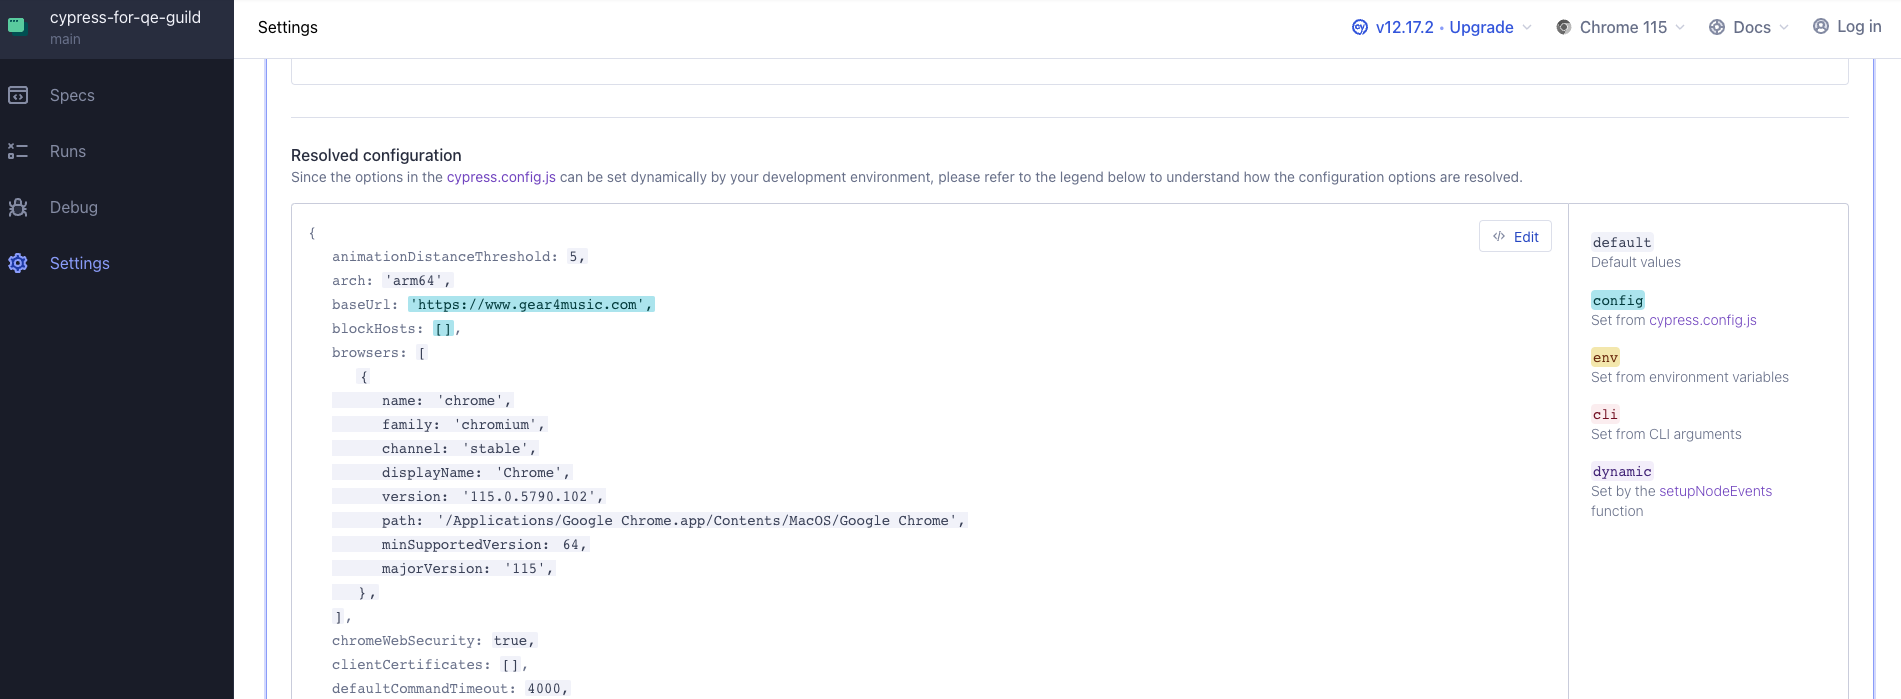 cypress-for-qe-guild
main
Specs
Runs
Debug
Settings
Settings
v12.17.2 • Upgrade
Chrome 115
Docs
Log in
Resolved configuration
Since the options in the cypress.config.js can be set dynamically by your development environment, please refer to the legend below to understand how the configuration options are resolved.
Edit
{
animationDistanceThreshold: 5,
arch: 'arm64',
baseUrl: 'https://www.gear4music.com',
blockHosts: [],
browsers: [
{
name: 'chrome',
family: 'chromium',
channel: 'stable',
displayName: 'Chrome',
version: '115.0.5790.102',
path: '/Applications/Google Chrome.app/Contents/MacOS/Google Chrome',
minSupportedVersion: 64,
majorVersion: '115',
},
],
chromeWebSecurity: true,
clientCertificates: [],
defaultCommandTimeout: 4000,
default
Default values
config
Set from cypress.config.js
env
Set from environment variables
cli
Set from CLI arguments
dynamic
Set by the setupNodeEvents
function